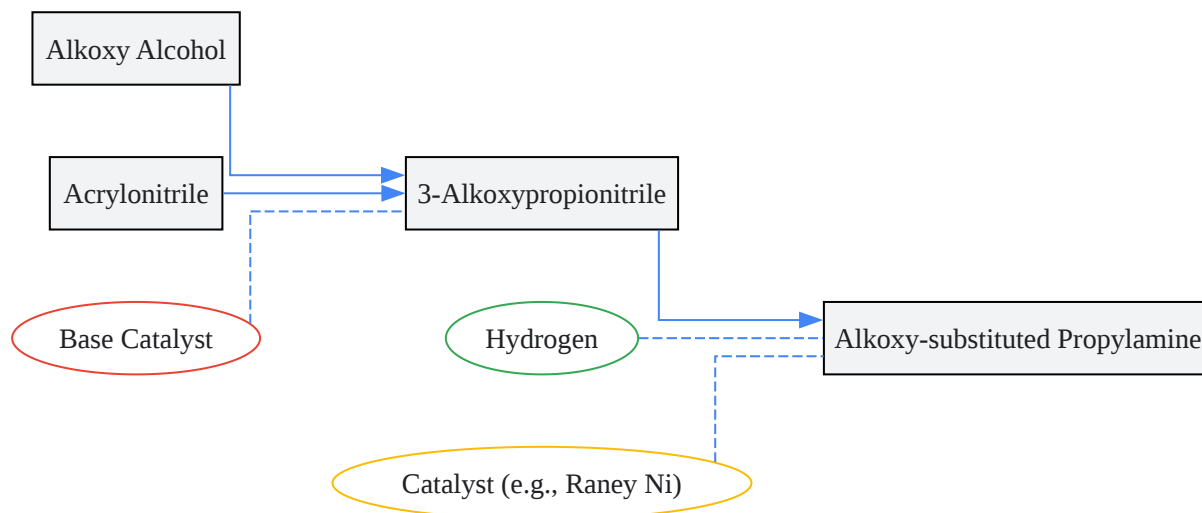 Alkoxy Alcohol
Acrylonitrile
3-Alkoxypropionitrile
Base Catalyst
Hydrogen
Alkoxy-substituted Propylamine
Catalyst (e.g., Raney Ni)